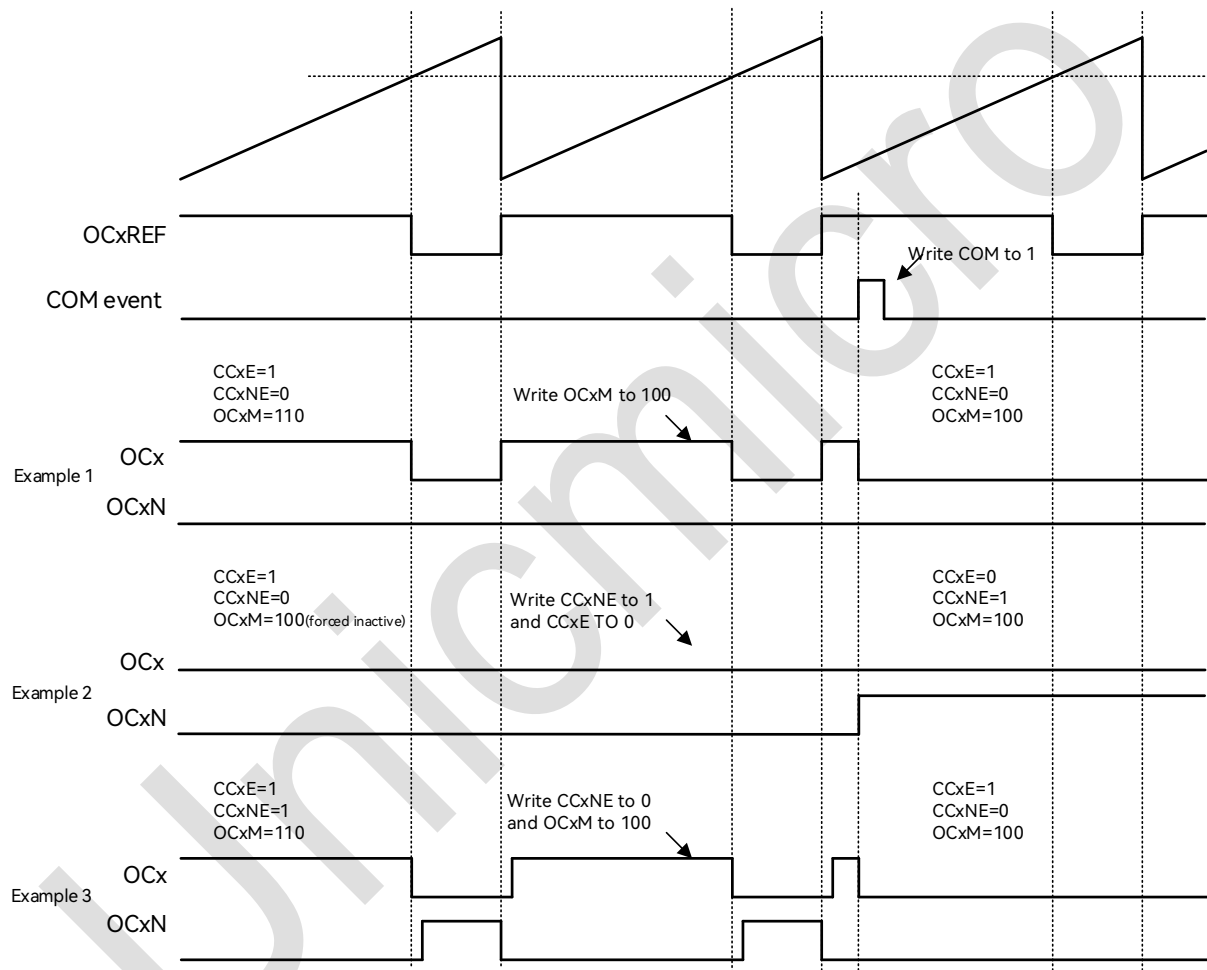 OCxREF
Write COM to 1
COM event
CCxE=1
CCxNE=0
OCxM=110
Write OCxM to 100
CCxE=1
CCxNE=0
OCxM=100
OCx
Example 1
OCxN
CCxE=1
CCxNE=0
OCxM=100(forced inactive)
Write CCxNE to 1
and CCxE TO 0
CCxE=0
CCxNE=1
OCxM=100
OCx
Example 2
OCxN
CCxE=1
CCxNE=1
OCxM=110
Write CCxNE to 0
and OCxM to 100
CCxE=1
CCxNE=0
OCxM=100
OCx
Example 3
OCxN
Unicmicro